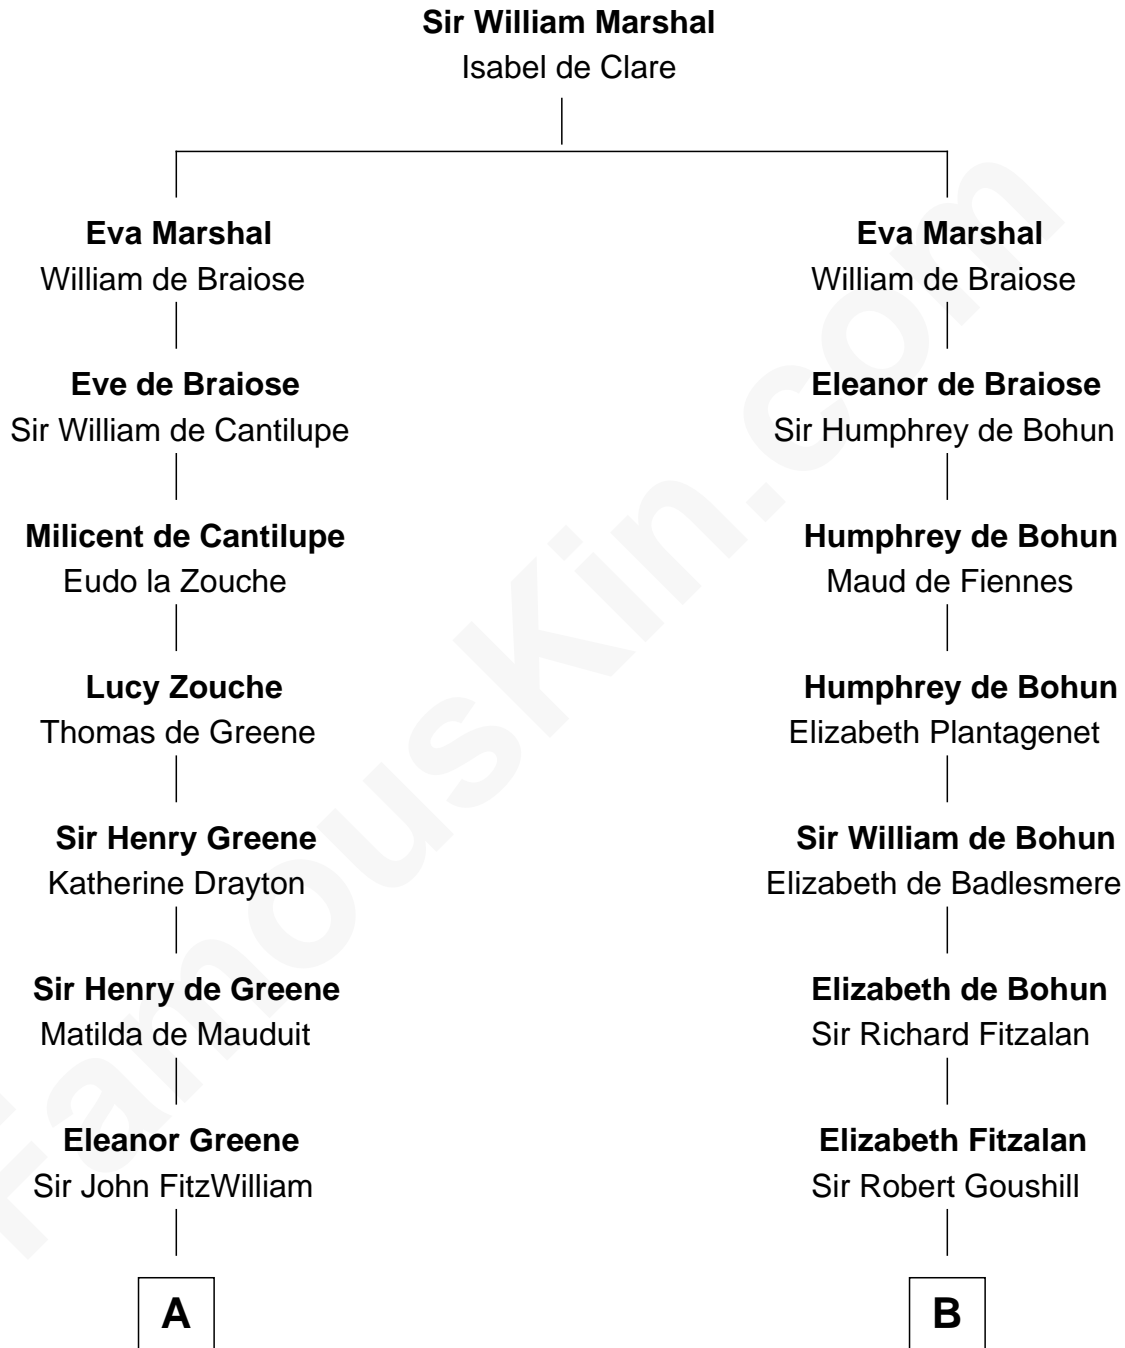 Sir William Marshal
Isabel de Clare
Eva Marshal
William de Braiose
Eve de Braiose
Sir William de Cantilupe
Milicent de Cantilupe
Eudo la Zouche
Lucy Zouche
Thomas de Greene
Sir Henry Greene
Katherine Drayton
Sir Henry de Greene
Matilda de Mauduit
Eleanor Greene
Sir John FitzWilliam
A
Eva Marshal
William de Braiose
Eleanor de Braiose
Sir Humphrey de Bohun
Humphrey de Bohun
Maud de Fiennes
Humphrey de Bohun
Elizabeth Plantagenet
Sir William de Bohun
Elizabeth de Badlesmere
Elizabeth de Bohun
Sir Richard Fitzalan
Elizabeth Fitzalan
Sir Robert Goushill
B
FamousKin.com